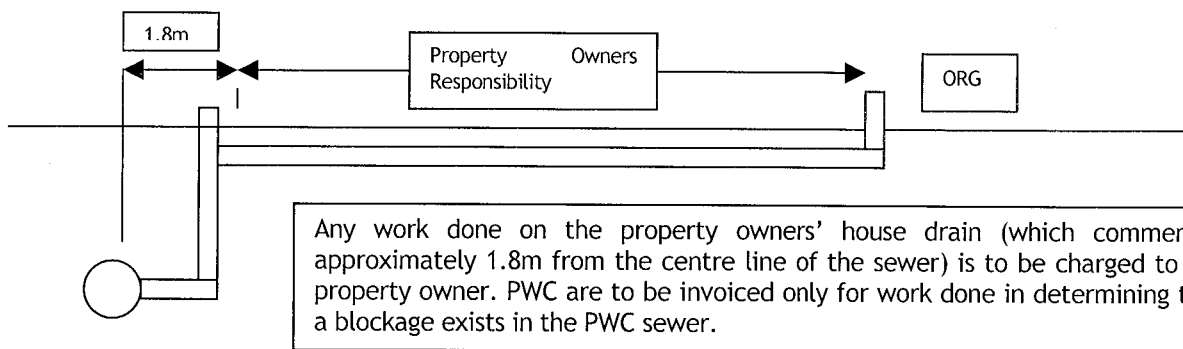 1.8m
Property Owners
Responsibility
ORG
Any work done on the property owners' house drain (which commen
approximately 1.8m from the centre line of the sewer) is to be charged to
property owner. PWC are to be invoiced only for work done in determining t
a blockage exists in the PWC sewer.